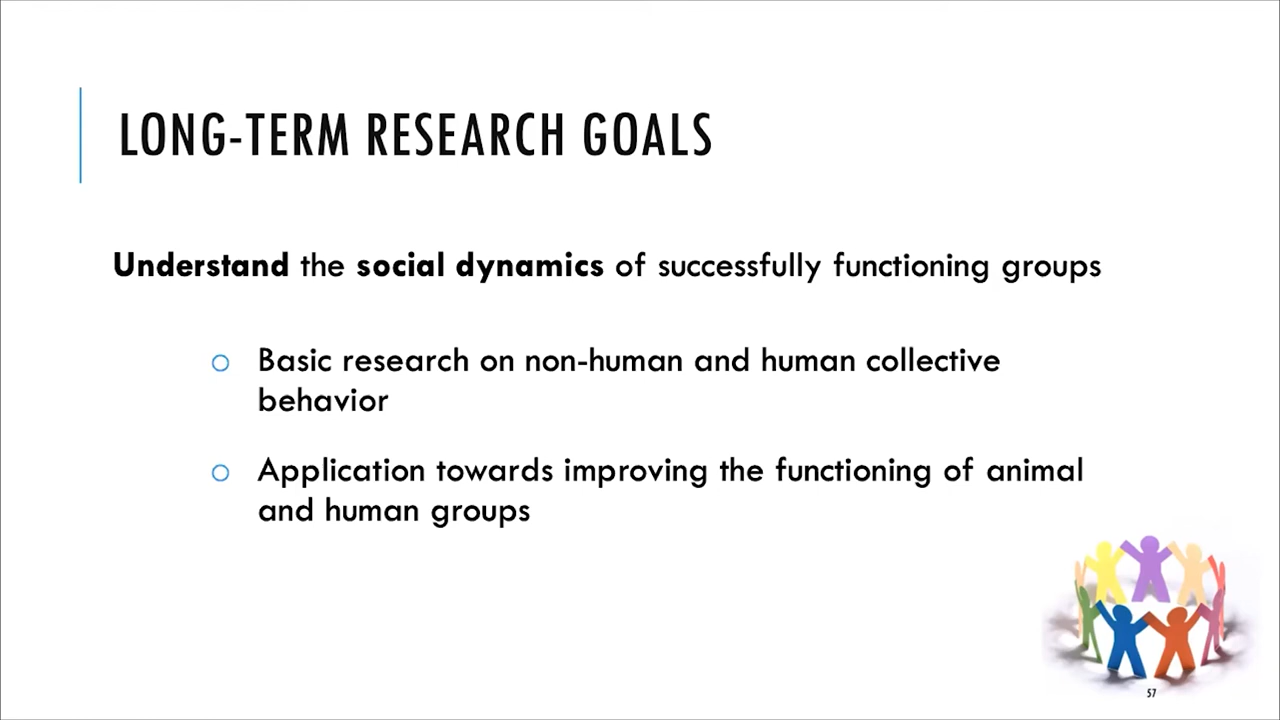 LONG-TERM RESEARCH GOALS
Understand the social dynamics of successfully functioning groups
o Basic research on non-human and human collective
behavior
o Application towards improving the functioning of animal
and human groups
57